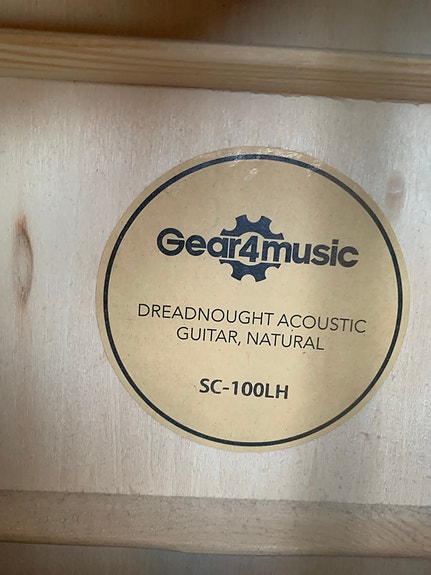 Gear4music
DREADNOUGHT ACOUSTIC
GUITAR, NATURAL
SC-100LH